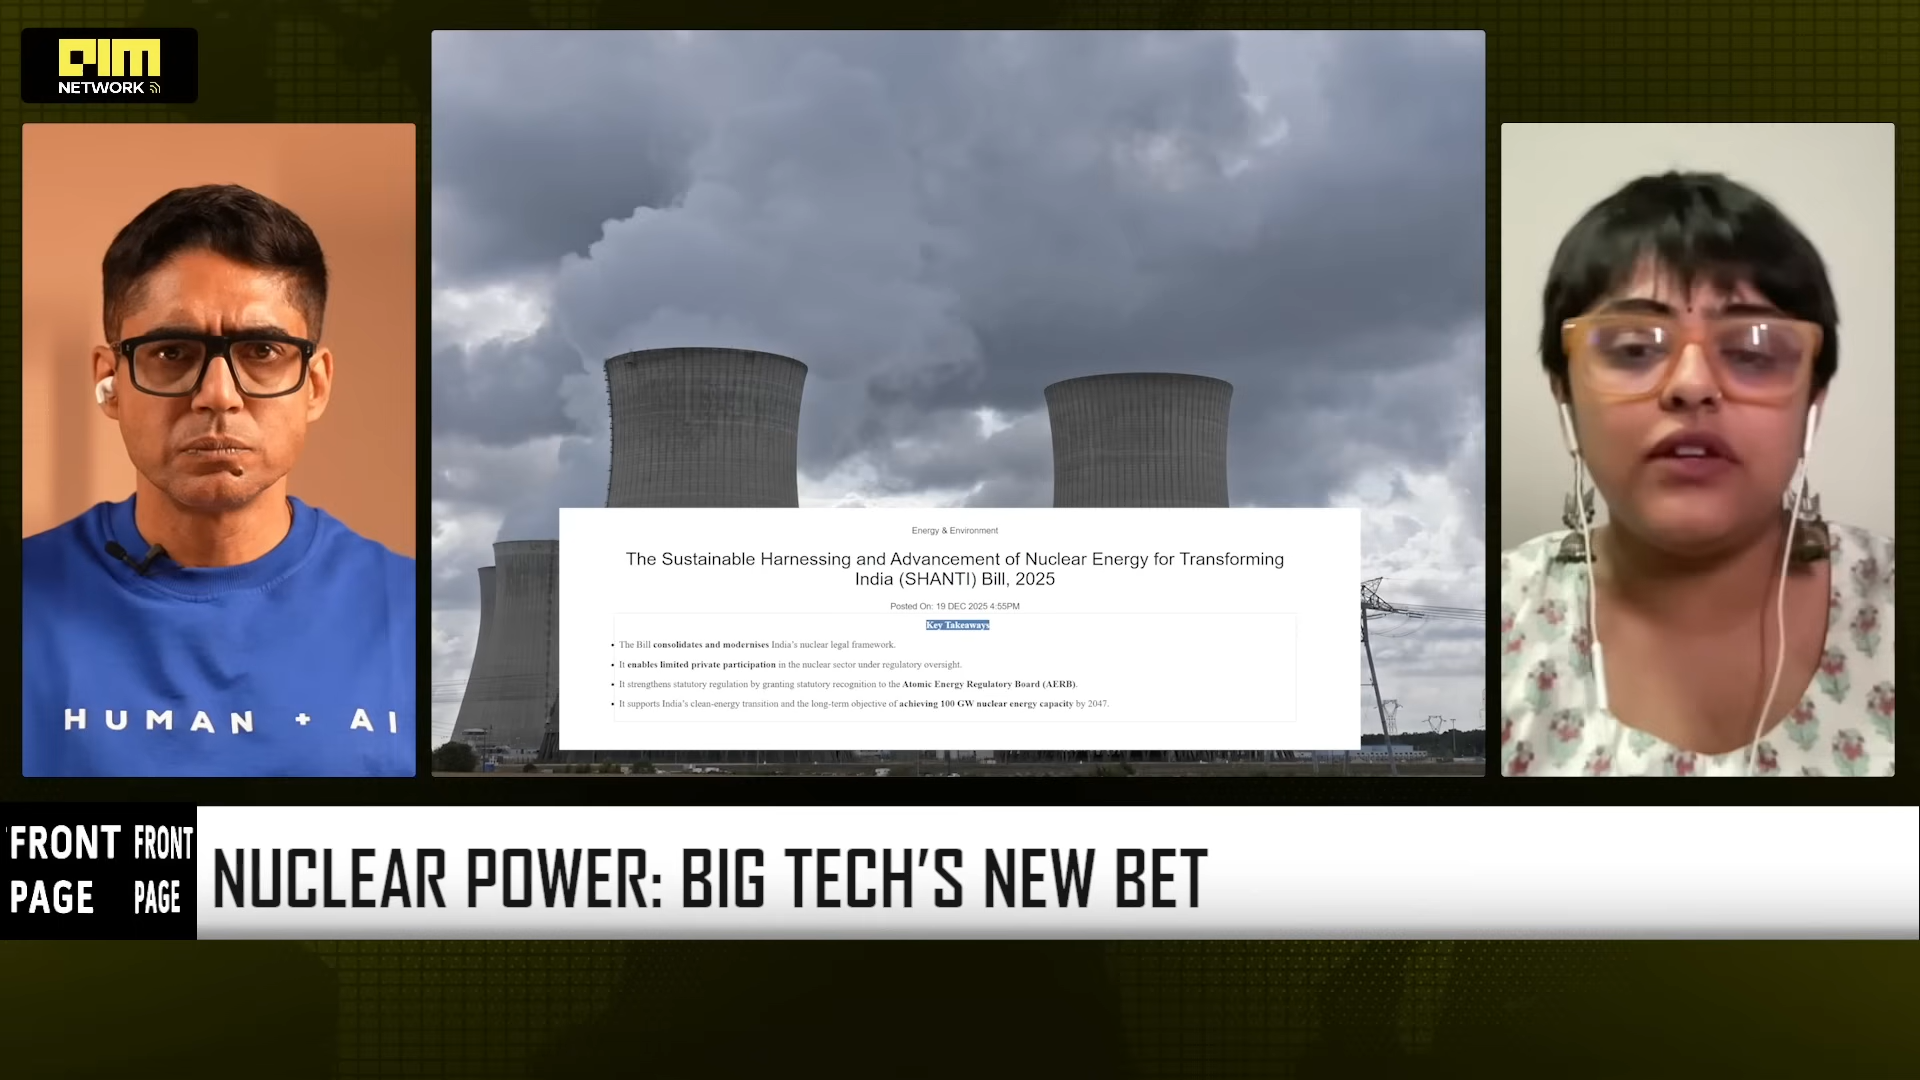 AIM
NETWORK
Energy & Environment
The Sustainable Harnessing and Advancement of Nuclear Energy for Transforming
India (SHANTI) Bill, 2025
Posted On: 19 DEC 2025 4:55PM
Key Takeaways
• The Bill consolidates and modernises India's nuclear legal framework.
• It enables limited private participation in the nuclear sector under regulatory oversight.
• It strengthens statutory regulation by granting statutory recognition to the Atomic Energy Regulatory Board (AERB).
• It supports India's clean-energy transition and the long-term objective of achieving 100 GW nuclear energy capacity by 2047.
HUMAN + AI
FRONT FRONT
PAGE PAGE
NUCLEAR POWER: BIG TECH'S NEW BET